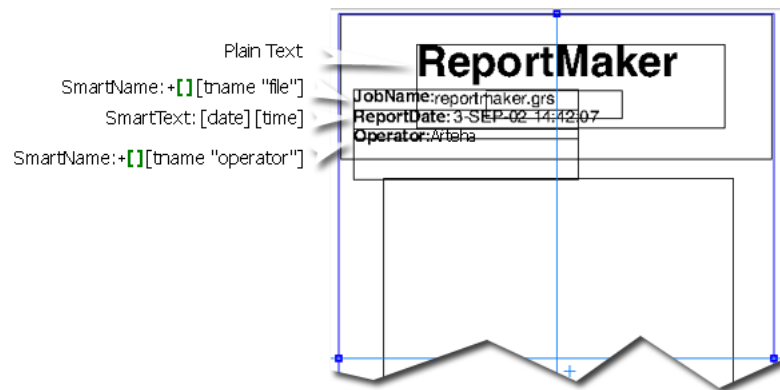 Plain Text
ReportMaker
SmartName:+[][tname "file"]
JobName:reportmaker.grs
SmartText: [date] [time]
ReportDate: 3-SEP-02 14:42:07
Operator:Arteha
SmartName:+[][tname "operator"]